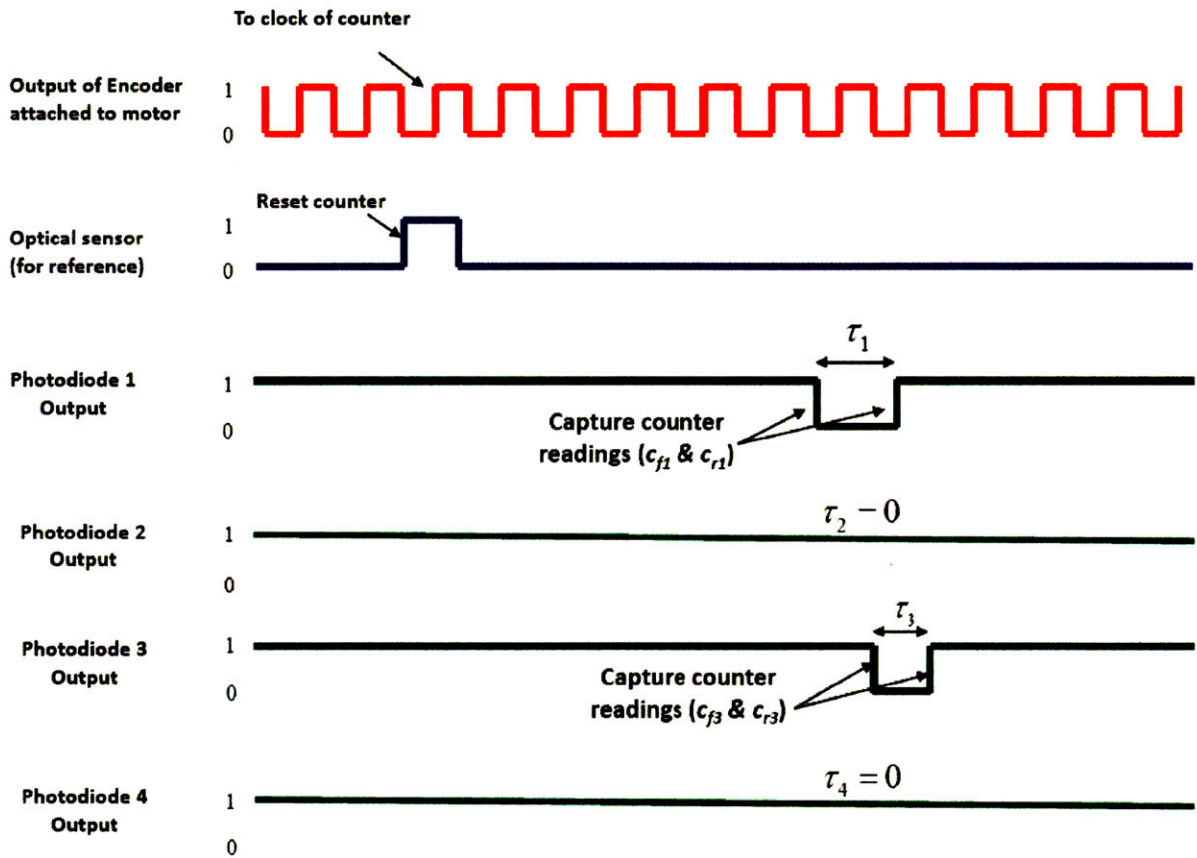 To clock of counter
Output of Encoder
attached to motor
1
0
Reset counter
Optical sensor
(for reference)
1
0
τ1
Photodiode 1
Output
1
0
Capture counter
readings (cf1 & cr1)
τ2 − 0
Photodiode 2
Output
1
0
τ3
Photodiode 3
Output
1
0
Capture counter
readings (cf3 & cr3)
τ4 = 0
Photodiode 4
Output
1
0